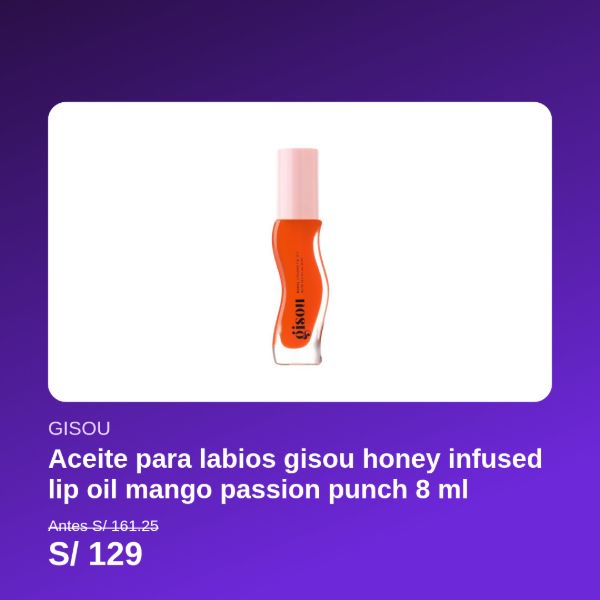 gisou
GISOU
Aceite para labios gisou honey infused
lip oil mango passion punch 8 ml
Antes S/ 161.25
S/ 129